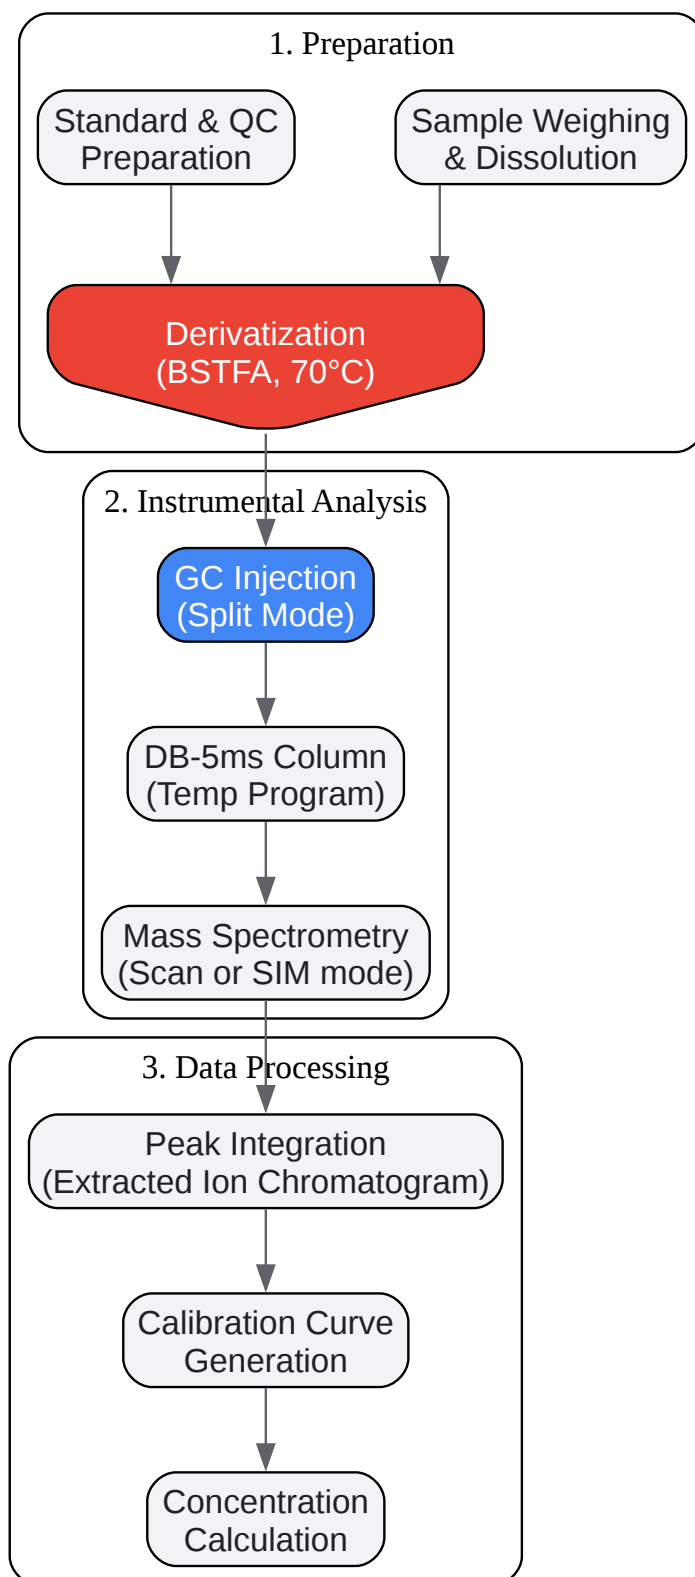 1. Preparation
Standard & QC
Preparation
Sample Weighing
& Dissolution
Derivatization
(BSTFA, 70°C)
2. Instrumental Analysis
GC Injection
(Split Mode)
DB-5ms Column
(Temp Program)
Mass Spectrometry
(Scan or SIM mode)
3. Data Processing
Peak Integration
(Extracted Ion Chromatogram)
Calibration Curve
Generation
Concentration
Calculation